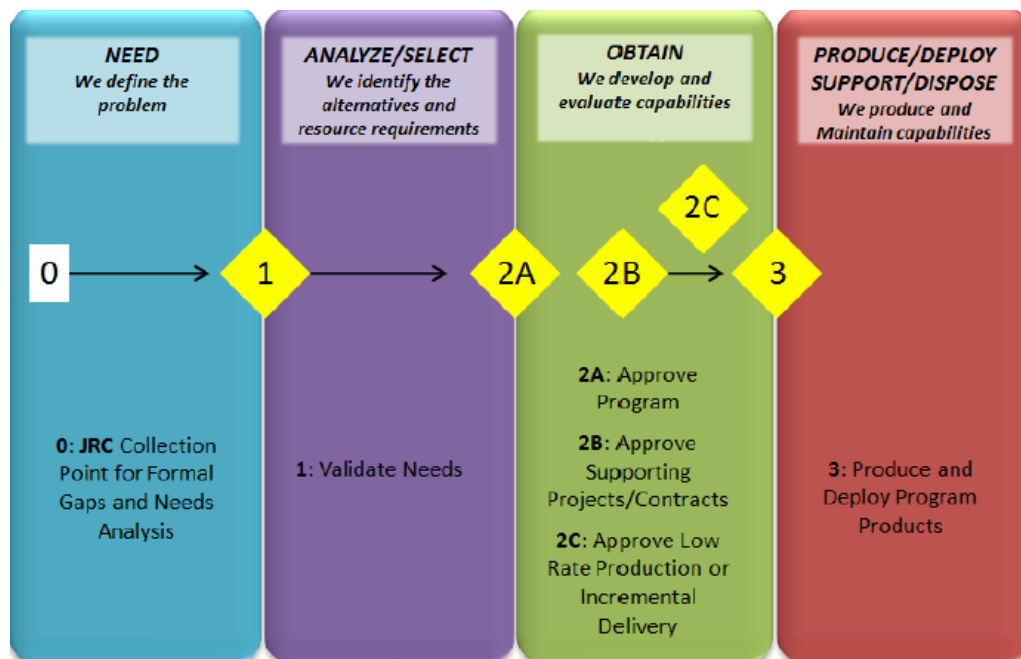 NEED
We define the
problem
ANALYZE/SELECT
We identify the
alternatives and
resource requirements
OBTAIN
We develop and
evaluate capabilities
PRODUCE/DEPLOY
SUPPORT/DISPOSE
We produce and
Maintain capabilities
0
1
2A
2B
2C
3
0: JRC Collection
Point for Formal
Gaps and Needs
Analysis
1: Validate Needs
2A: Approve
Program
2B: Approve
Supporting
Projects/Contracts
2C: Approve Low
Rate Production or
Incremental
Delivery
3: Produce and
Deploy Program
Products